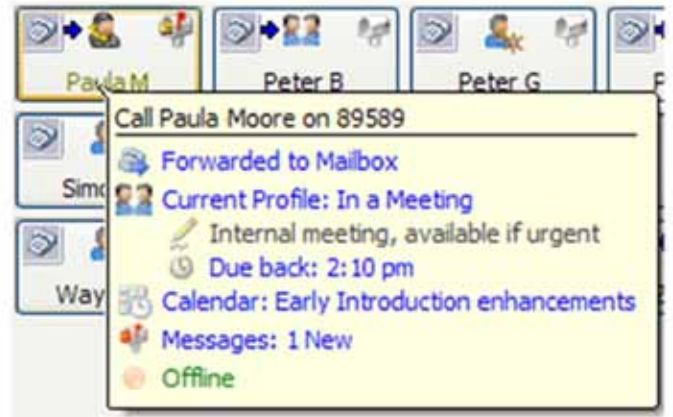 Paula M
Peter B
Peter G
Call Paula Moore on 89589
Forwarded to Mailbox
Current Profile: In a Meeting
Internal meeting, available if urgent
Due back: 2:10 pm
Calendar: Early Introduction enhancements
Messages: 1 New
Offline